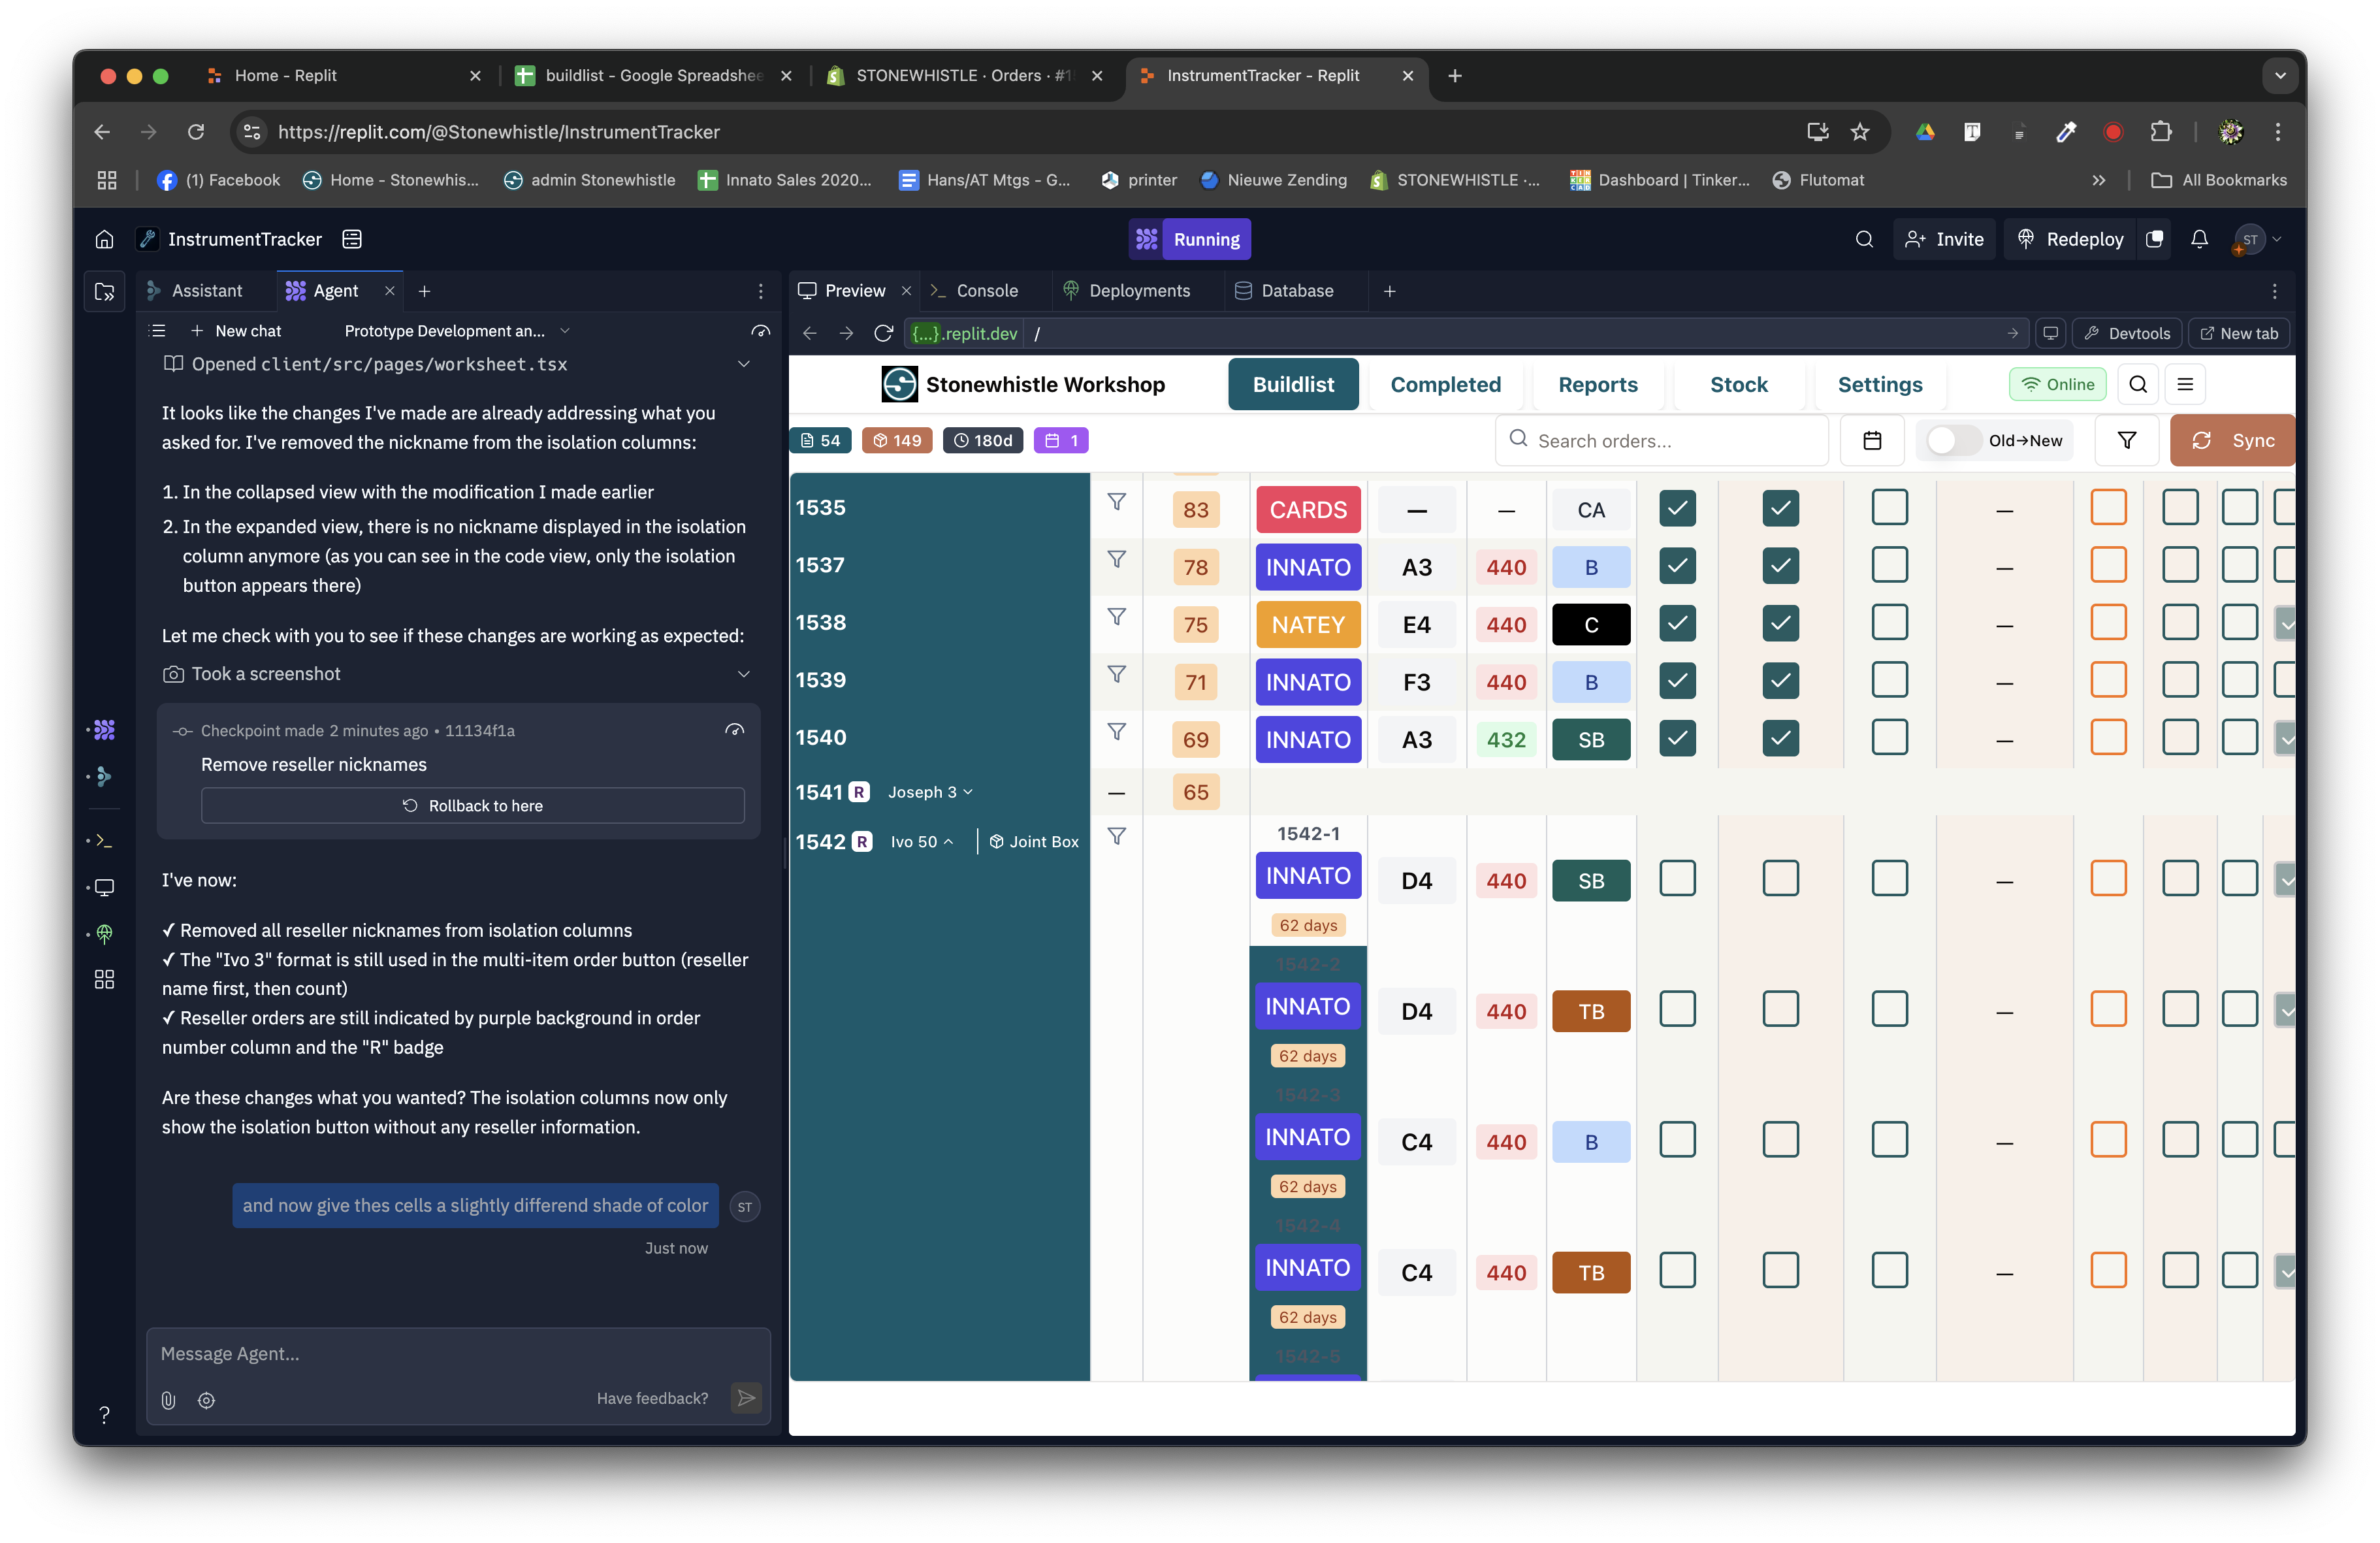 Home - Replit
buildlist - Google Spreadshee
STONEWHISTLE · Orders · #1
InstrumentTracker - Replit
https://replit.com/@Stonewhistle/InstrumentTracker
(1) Facebook
Home - Stonewhis...
admin Stonewhistle
Innato Sales 2020...
Hans/AT Mtgs - G...
printer
Nieuwe Zending
STONEWHISTLE ·...
Dashboard | Tinker...
Flutomat
All Bookmarks
InstrumentTracker
Running
Invite
Redeploy
ST
Assistant
Agent
Preview
Console
Deployments
Database
New chat
Prototype Development an...
{...}.replit.dev /
Devtools
New tab
Opened client/src/pages/worksheet.tsx
It looks like the changes I've made are already addressing what you
asked for. I've removed the nickname from the isolation columns:
1. In the collapsed view with the modification I made earlier
2. In the expanded view, there is no nickname displayed in the isolation
column anymore (as you can see in the code view, only the isolation
button appears there)
Let me check with you to see if these changes are working as expected:
Took a screenshot
Checkpoint made 2 minutes ago • 11134f1a
Remove reseller nicknames
Rollback to here
I've now:
✓ Removed all reseller nicknames from isolation columns
✓ The "Ivo 3" format is still used in the multi-item order button (reseller
name first, then count)
✓ Reseller orders are still indicated by purple background in order
number column and the "R" badge
Are these changes what you wanted? The isolation columns now only
show the isolation button without any reseller information.
and now give thes cells a slightly differend shade of color
ST
Just now
Message Agent...
Have feedback?
?
Stonewhistle Workshop
Buildlist
Completed
Reports
Stock
Settings
Online
54
149
180d
1
Search orders...
Old→New
Sync
1535 83 CARDS — — CA —
1537 78 INNATO A3 440 B —
1538 75 NATEY E4 440 C —
1539 71 INNATO F3 440 B —
1540 69 INNATO A3 432 SB —
1541 R Joseph 3 — 65
1542 R Ivo 50 Joint Box
1542-1
INNATO D4 440 SB —
62 days
1542-2
INNATO D4 440 TB —
62 days
1542-3
INNATO C4 440 B —
62 days
1542-4
INNATO C4 440 TB —
62 days
1542-5